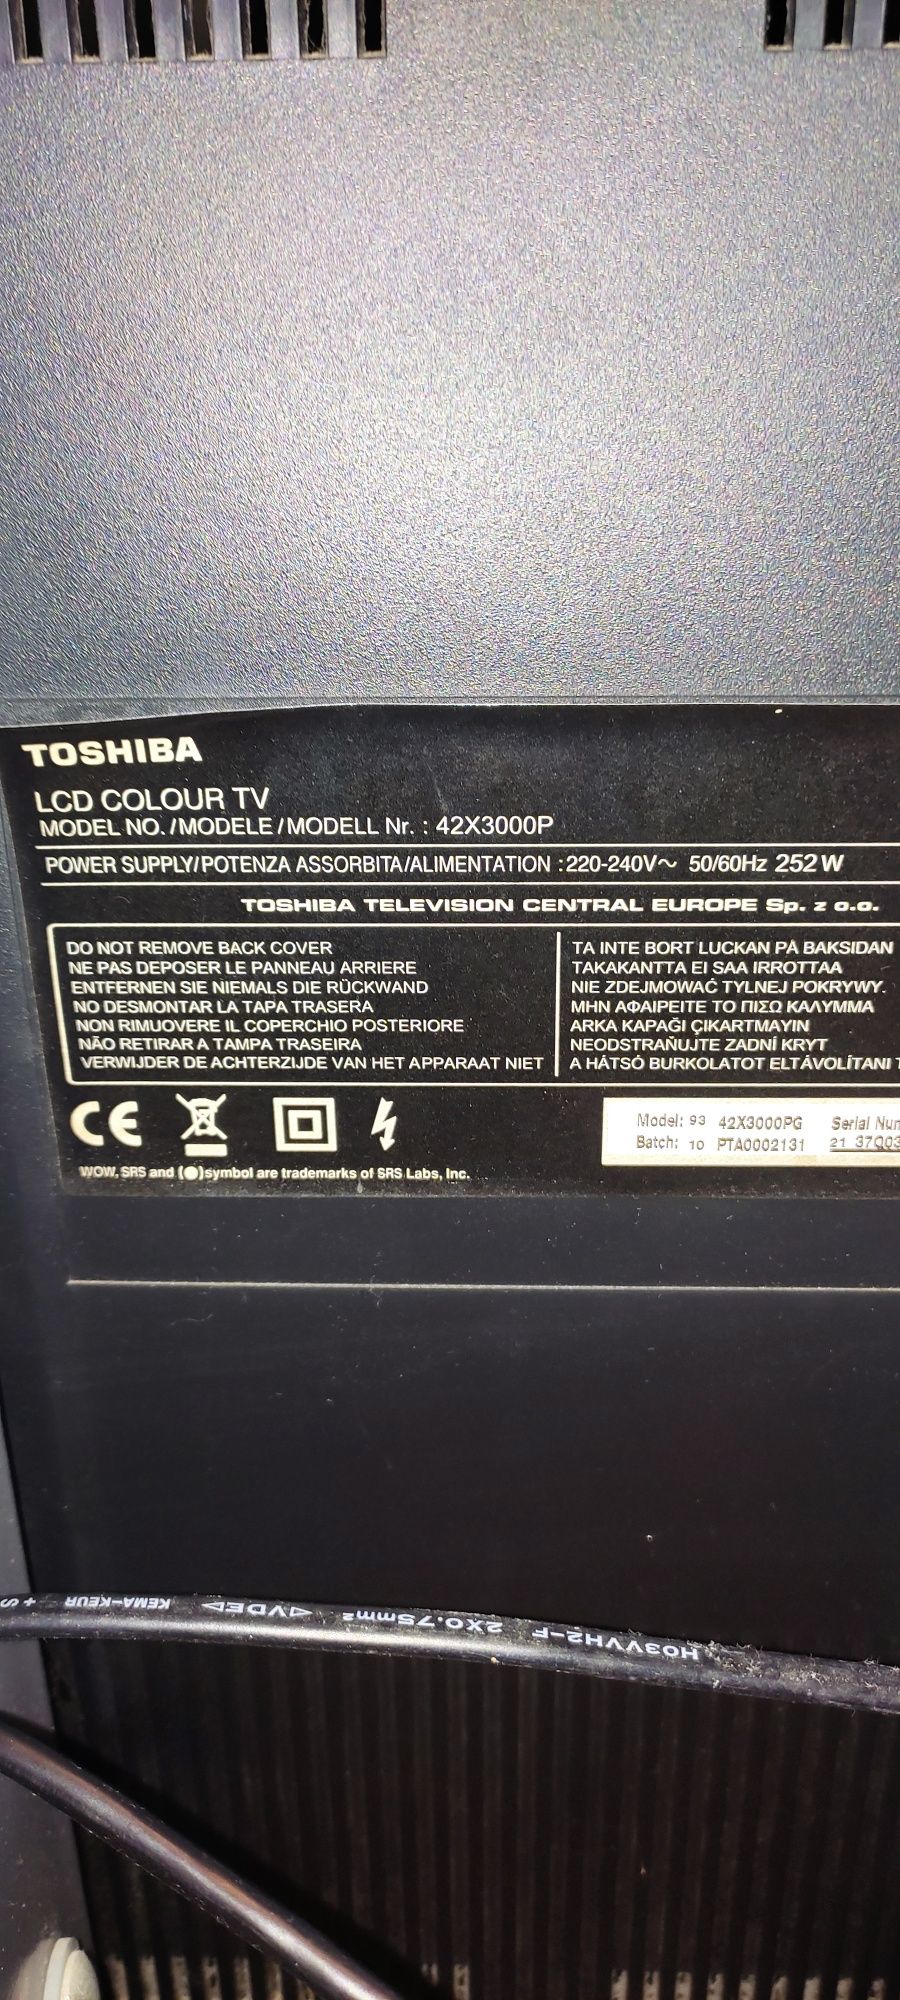 TOSHIBA
LCD COLOUR TV
MODEL NO. /MODELE /MODELL Nr. : 42X3000P
POWER SUPPLY/POTENZA ASSORBITA/ALIMENTATION :220-240V~ 50/60Hz 252 W
TOSHIBA TELEVISION CENTRAL EUROPE Sp. z o.o.
DO NOT REMOVE BACK COVER
NE PAS DEPOSER LE PANNEAU ARRIERE
ENTFERNEN SIE NIEMALS DIE RÜCKWAND
NO DESMONTAR LA TAPA TRASERA
NON RIMUOVERE IL COPERCHIO POSTERIORE
NÃO RETIRAR A TAMPA TRASEIRA
VERWIJDER DE ACHTERZIJDE VAN HET APPARAAT NIET
TA INTE BORT LUCKAN PÅ BAKSIDAN
TAKAKANTTA EI SAA IRROTTAA
NIE ZDEJMOWAĆ TYLNEJ POKRYWY.
ΜΗΝ ΑΦΑΙΡΕΙΤΕ ΤΟ ΠΙΣΩ ΚΑΛΥΜΜΑ
ARKA KAPAĞI ÇIKARTMAYIN
NEODSTRAŇUJTE ZADNÍ KRYT
A HÁTSÓ BURKOLATOT ELTÁVOLÍTANI T
CE
Model: 93 42X3000PG Serial Num
Batch: 10 PTA0002131 21 37Q03
WOW, SRS and (●) symbol are trademarks of SRS Labs, Inc.
H03VVH2-F 2X0.75mm² ◁VDE▷ KEMA-KEUR + S